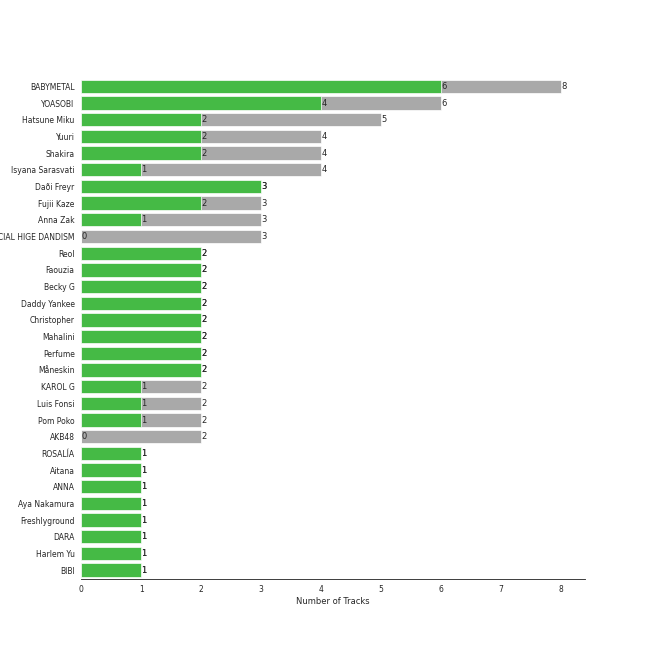 BABYMETAL 6 8
YOASOBI 4 6
Hatsune Miku 2 5
Yuuri 2 4
Shakira 2 4
Isyana Sarasvati 1 4
Daði Freyr 3
Fujii Kaze 2 3
Anna Zak 1 3
CIAL HIGE DANDISM 0 3
Reol 2
Faouzia 2
Becky G 2
Daddy Yankee 2
Christopher 2
Mahalini 2
Perfume 2
Måneskin 2
KAROL G 1 2
Luis Fonsi 1 2
Pom Poko 1 2
AKB48 0 2
ROSALÍA 1
Aitana 1
ANNA 1
Aya Nakamura 1
Freshlyground 1
DARA 1
Harlem Yu 1
BIBI 1
0 1 2 3 4 5 6 7 8
Number of Tracks